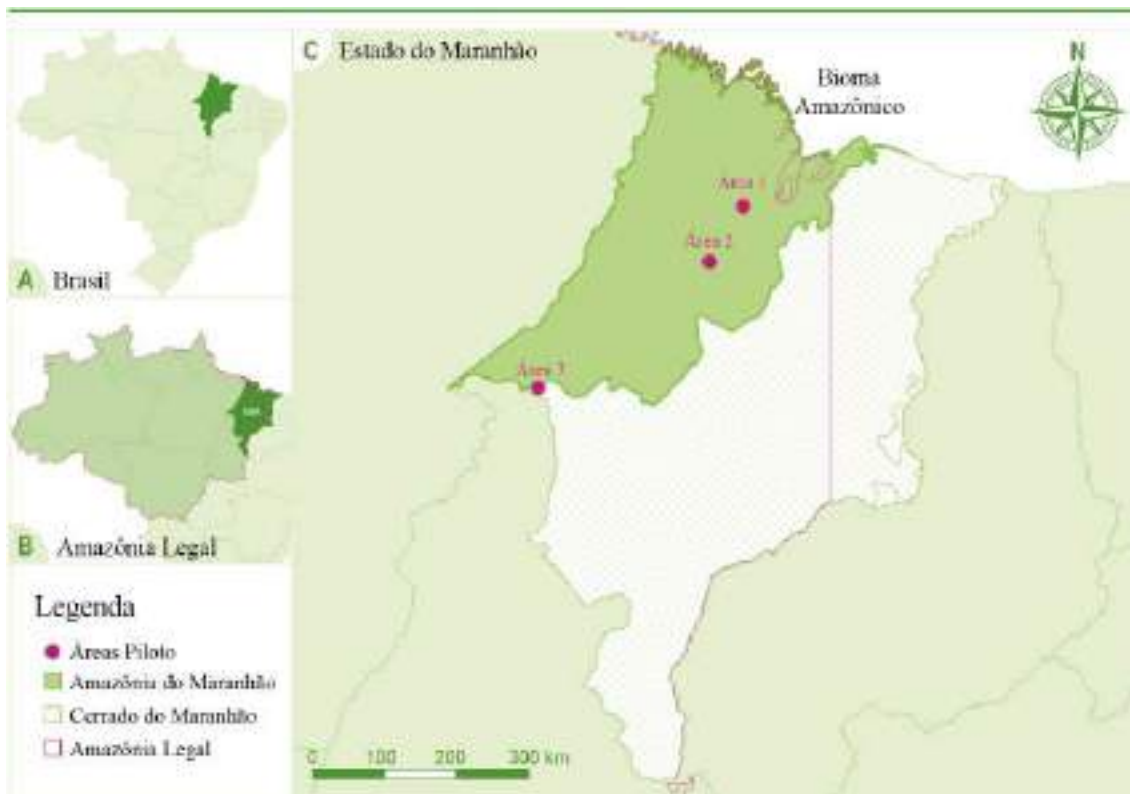 A Brasil
B Amazônia Legal
C Estado do Maranhão
Bioma
Amazônico
N
Área 1
Área 2
Área 3
Legenda
Áreas Piloto
Amazônia do Maranhão
Cerrado do Maranhão
Amazônia Legal
0 100 200 300 km